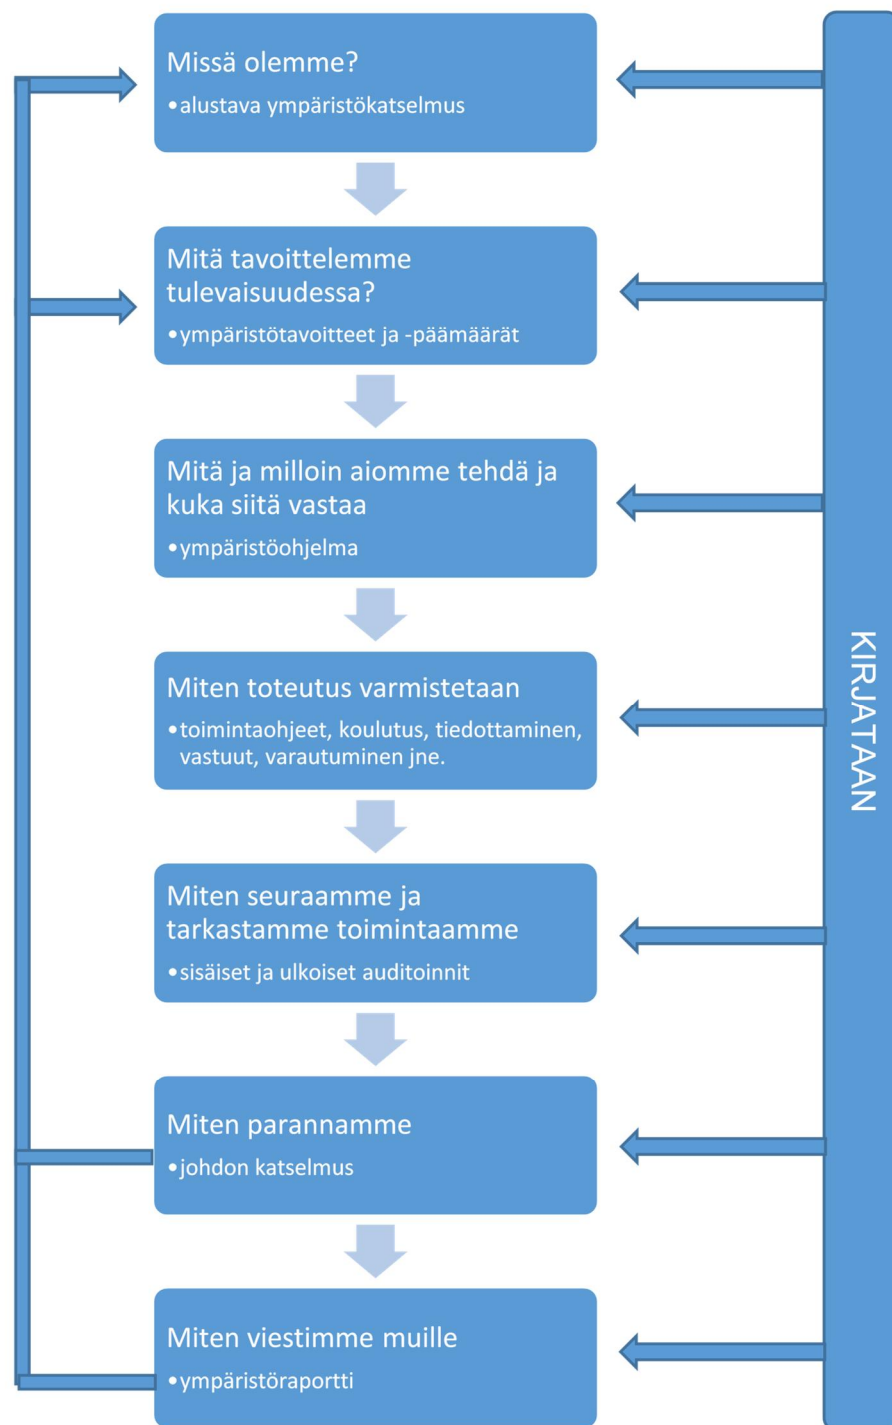 Missä olemme?
•alustava ympäristökatselmus
Mitä tavoittelemme
tulevaisuudessa?
•ympäristötavoitteet ja -päämäärät
Mitä ja milloin aiomme tehdä ja
kuka siitä vastaa
•ympäristöohjelma
Miten toteutus varmistetaan
•toimintaohjeet, koulutus, tiedottaminen,
vastuut, varautuminen jne.
Miten seuraamme ja
tarkastamme toimintaamme
•sisäiset ja ulkoiset auditoinnit
Miten parannamme
•johdon katselmus
Miten viestimme muille
•ympäristöraportti
KIRJATAAN